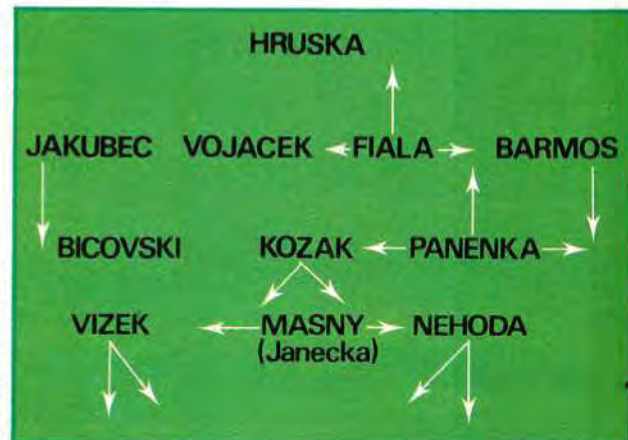 HRUSKA
JAKUBEC VOJACEK FIALA BARMOS
BICOVSKI KOZAK PANENKA
VIZEK MASNY NEHODA
(Janecka)